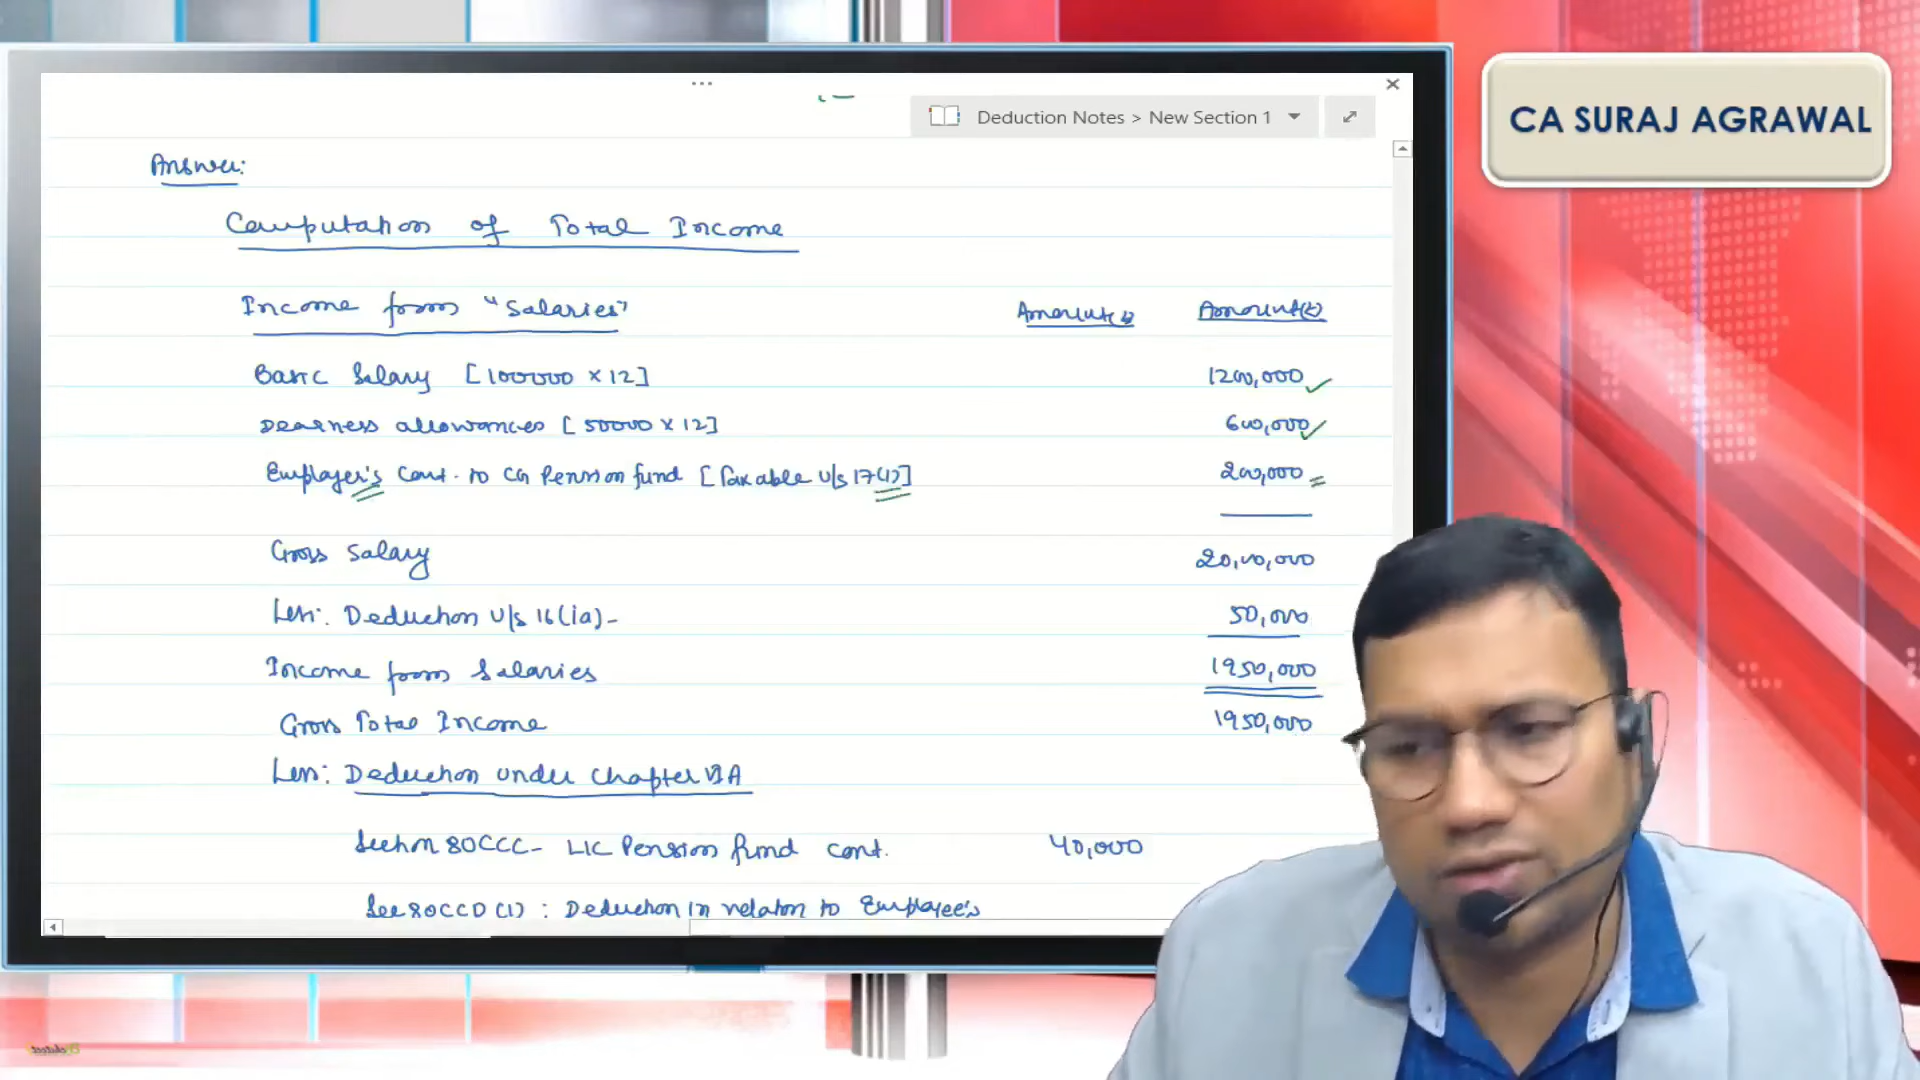 CA SURAJ AGRAWAL
Deduction Notes > New Section 1
Answer:
Computation of Total Income
Income from "Salaries" Amount(₹) Amount(₹)
Basic Salary [100000 × 12] 1200,000
Dearness allowances [50000 × 12] 600,000
Employer's Cont. to CG Pension fund [Taxable U/s 17(1)] 200,000
Gross Salary 20,00,000
Less: Deduction U/s 16(ia) - 50,000
Income from Salaries 1950,000
Gross Total Income 1950,000
Less: Deduction under Chapter VIA
Section 80CCC - LIC Pension fund cont. 40,000
Sec 80CCD (1) : Deduction in relation to Employee's